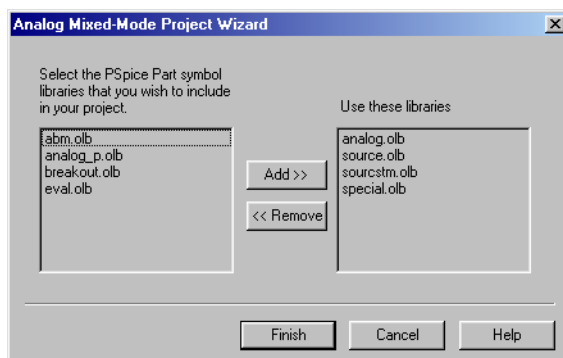 Analog Mixed-Mode Project Wizard
Select the PSpice Part symbol
libraries that you wish to include
in your project.
abm.olb
analog_p.olb
breakout.olb
eval.olb
Add >>
<< Remove
Use these libraries
analog.olb
source.olb
sourcstm.olb
special.olb
Finish
Cancel
Help